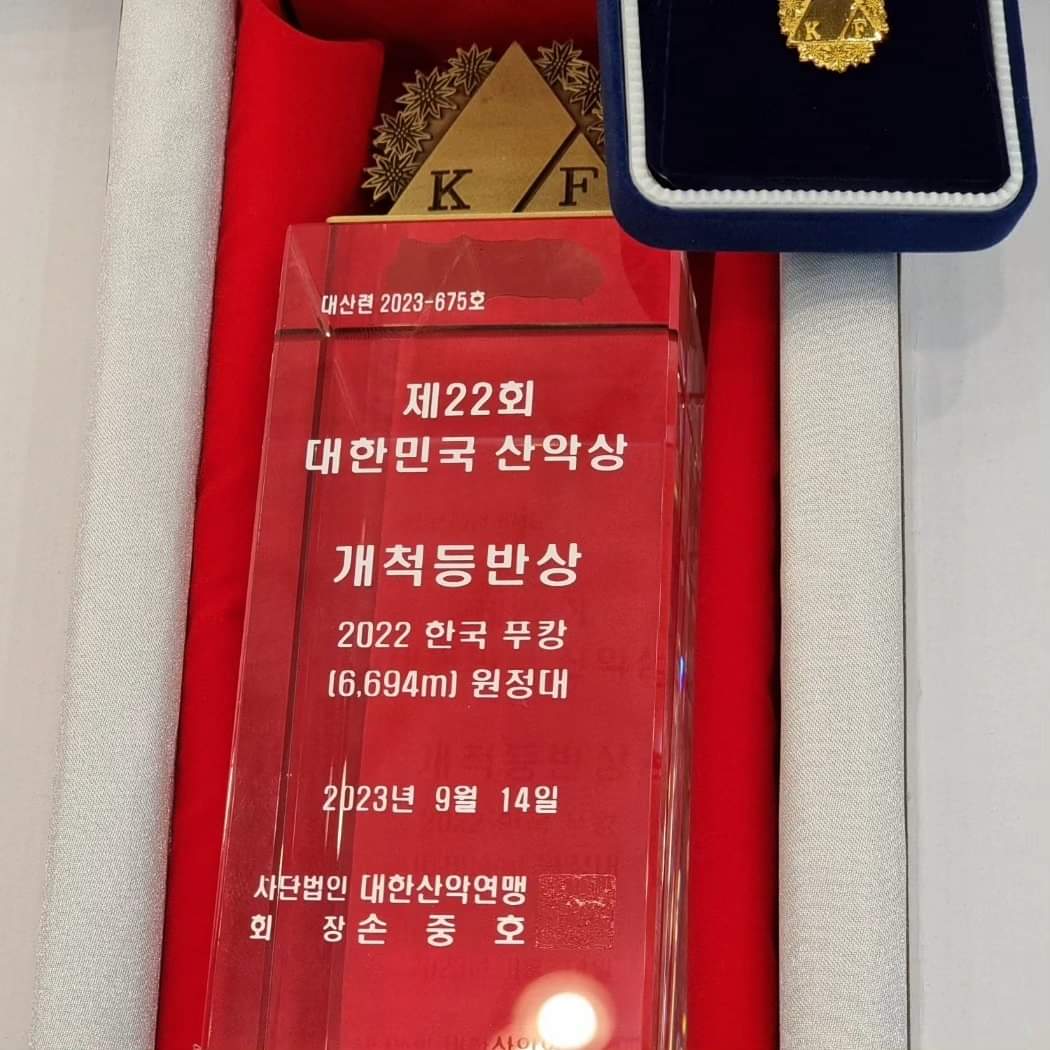 K F
K F
대산련 2023-675호
제22회
대한민국 산악상
개척등반상
2022 한국 푸캉
(6,694m) 원정대
2023년 9월 14일
사단법인 대한산악연맹
회 장 손 중 호